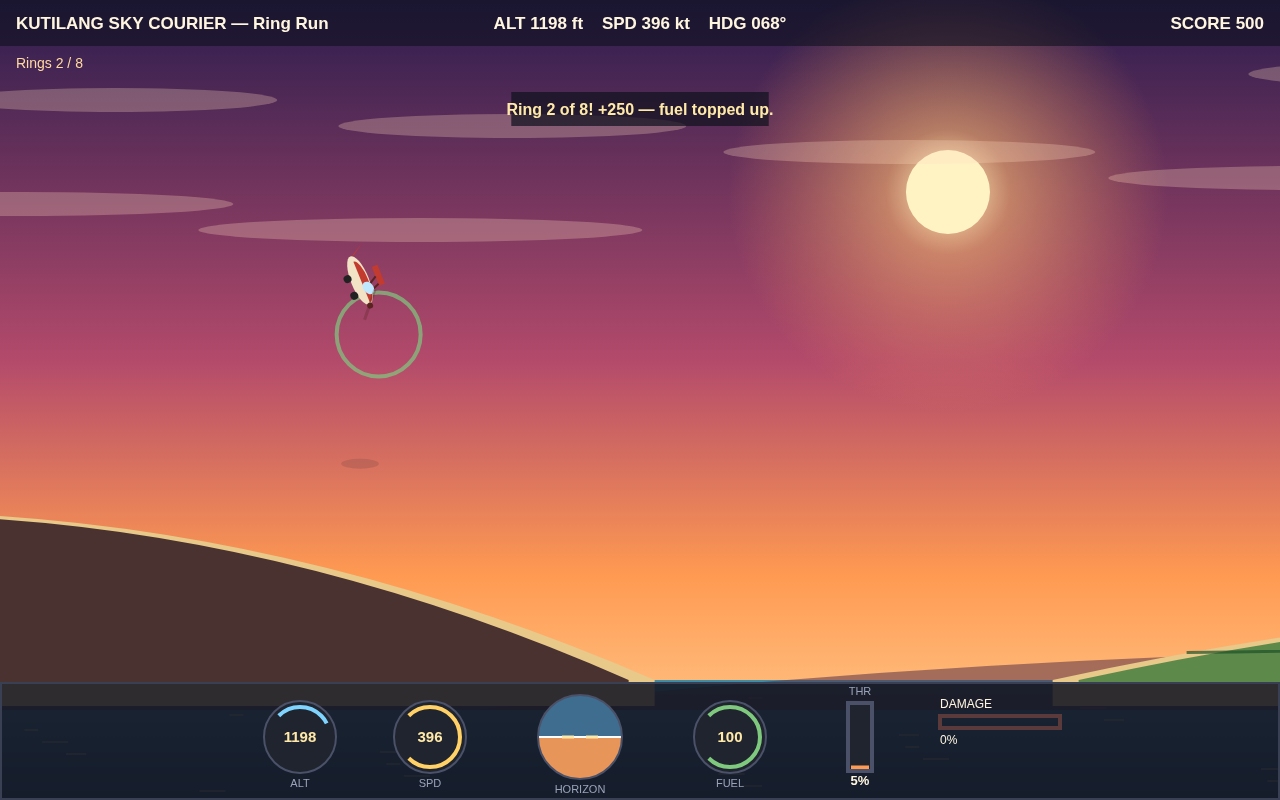 KUTILANG SKY COURIER — Ring Run
ALT 1198 ft SPD 396 kt HDG 068°
SCORE 500
Rings 2 / 8
Ring 2 of 8! +250 — fuel topped up.
THR
DAMAGE
1198
396
100
0%
5%
ALT
SPD
HORIZON
FUEL